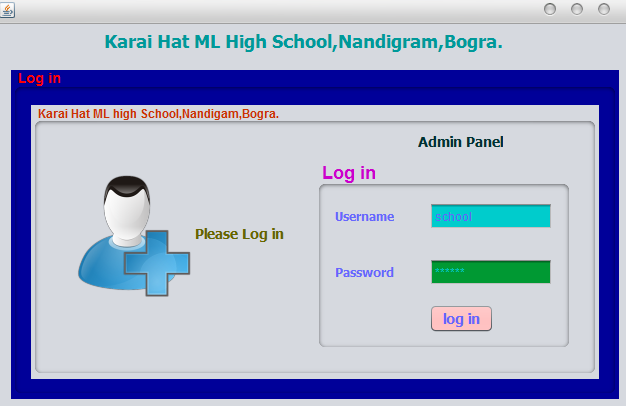 Karai Hat ML High School,Nandigram,Bogra.
Log in
Karai Hat ML high School,Nandigam,Bogra.
Admin Panel
Log in
Username school
Please Log in
Password ******
log in